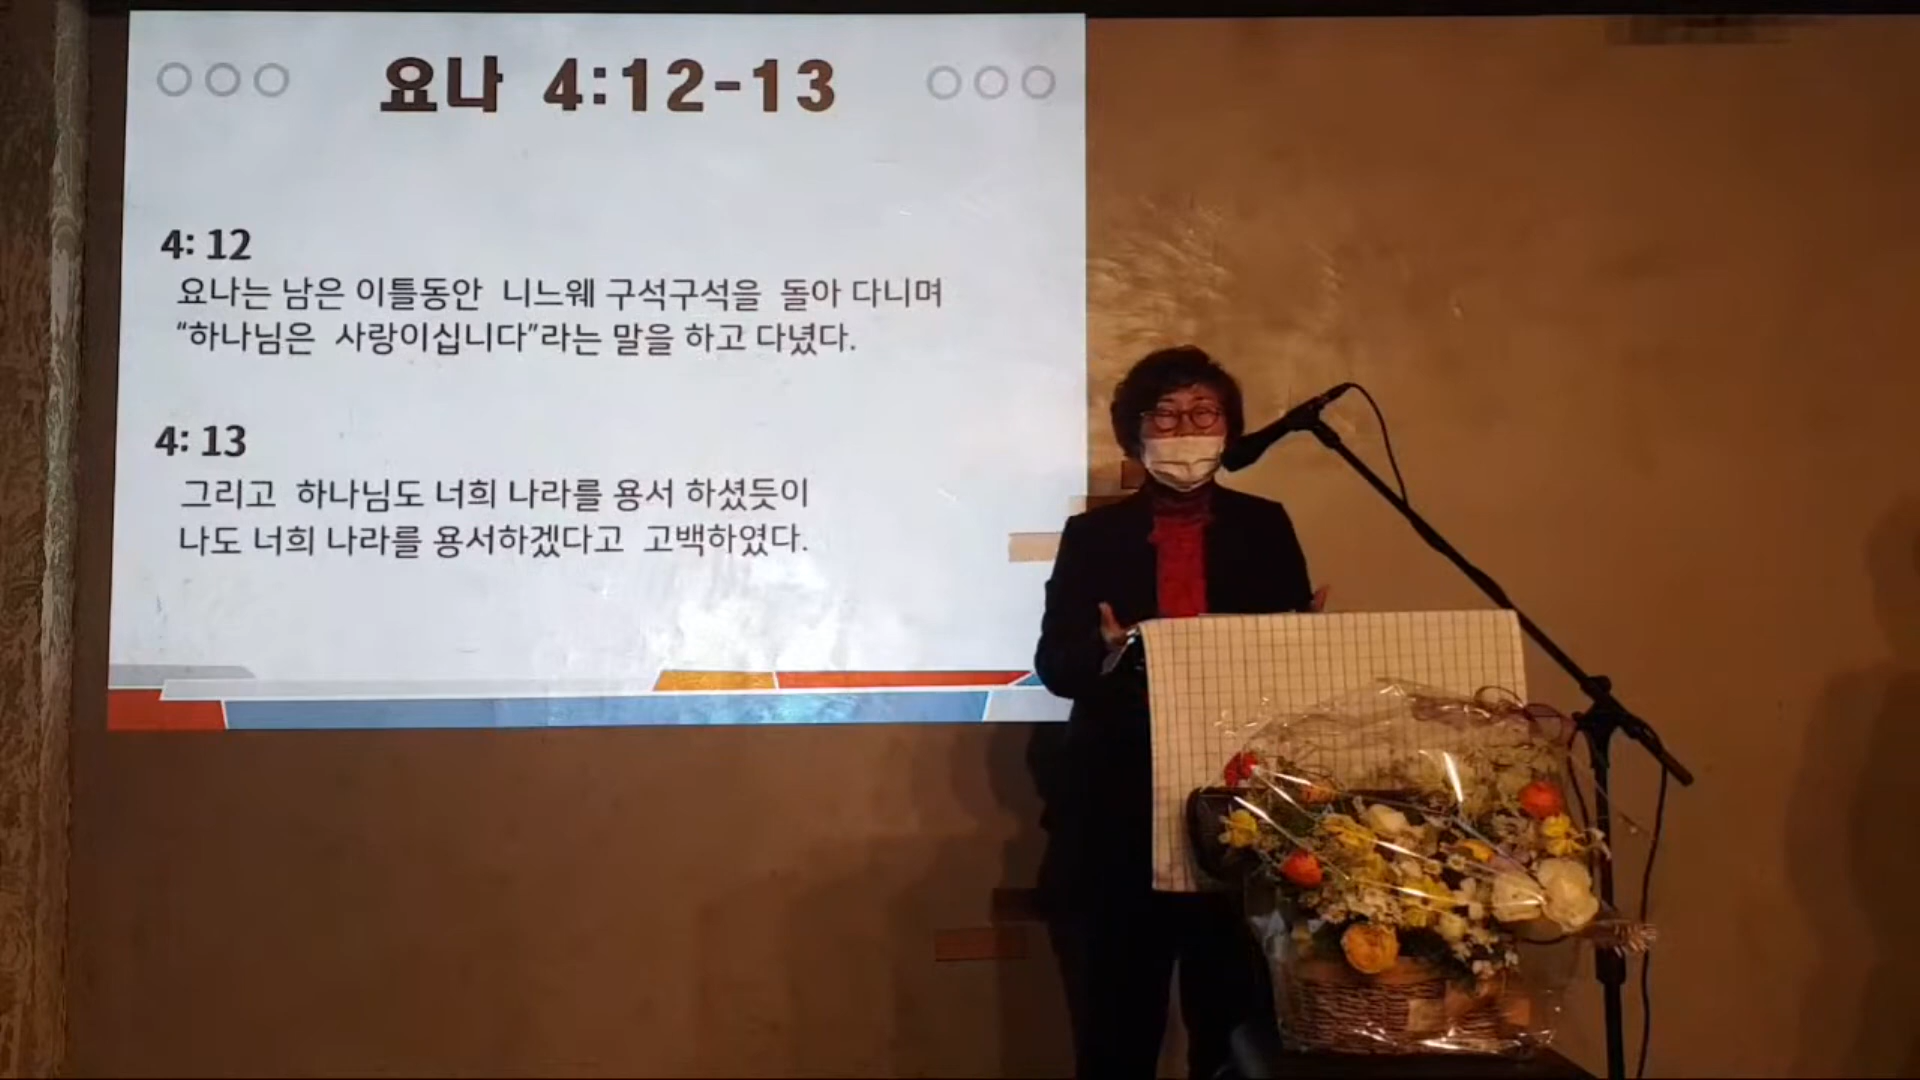 요나 4:12-13
4: 12
요나는 남은 이틀동안 니느웨 구석구석을 돌아 다니며
“하나님은 사랑이십니다”라는 말을 하고 다녔다.
4: 13
그리고 하나님도 너희 나라를 용서 하셨듯이
나도 너희 나라를 용서하겠다고 고백하였다.